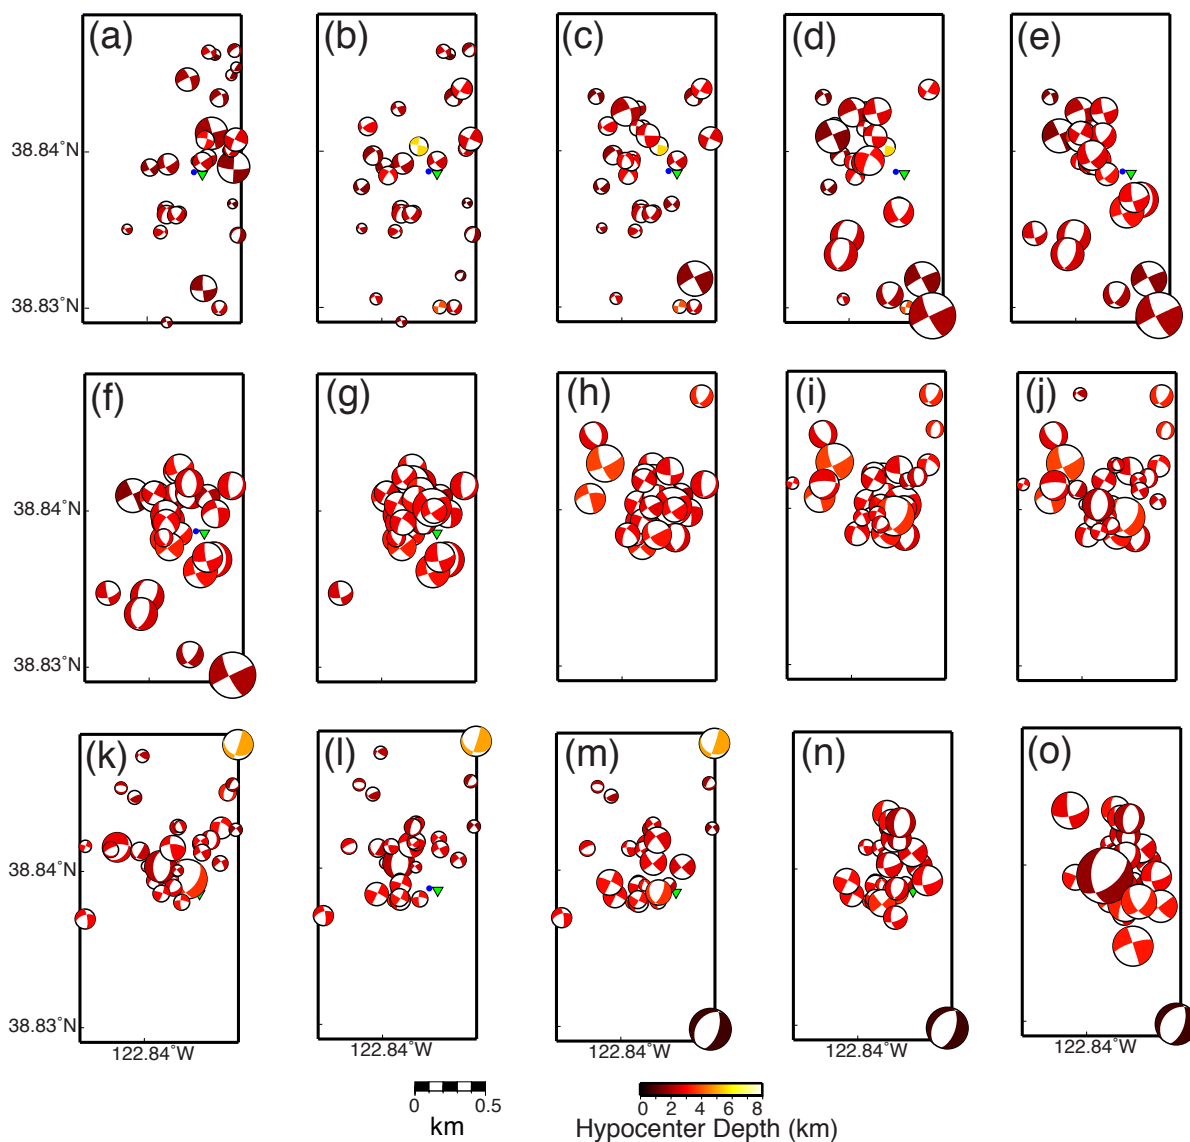 (a) (b) (c) (d) (e)
38.84°N
38.83°N
(f) (g) (h) (i) (j)
38.84°N
38.83°N
(k) (l) (m) (n) (o)
38.84°N
38.83°N
122.84°W 122.84°W 122.84°W 122.84°W 122.84°W
0 0.5
km
0 2 4 6 8
Hypocenter Depth (km)